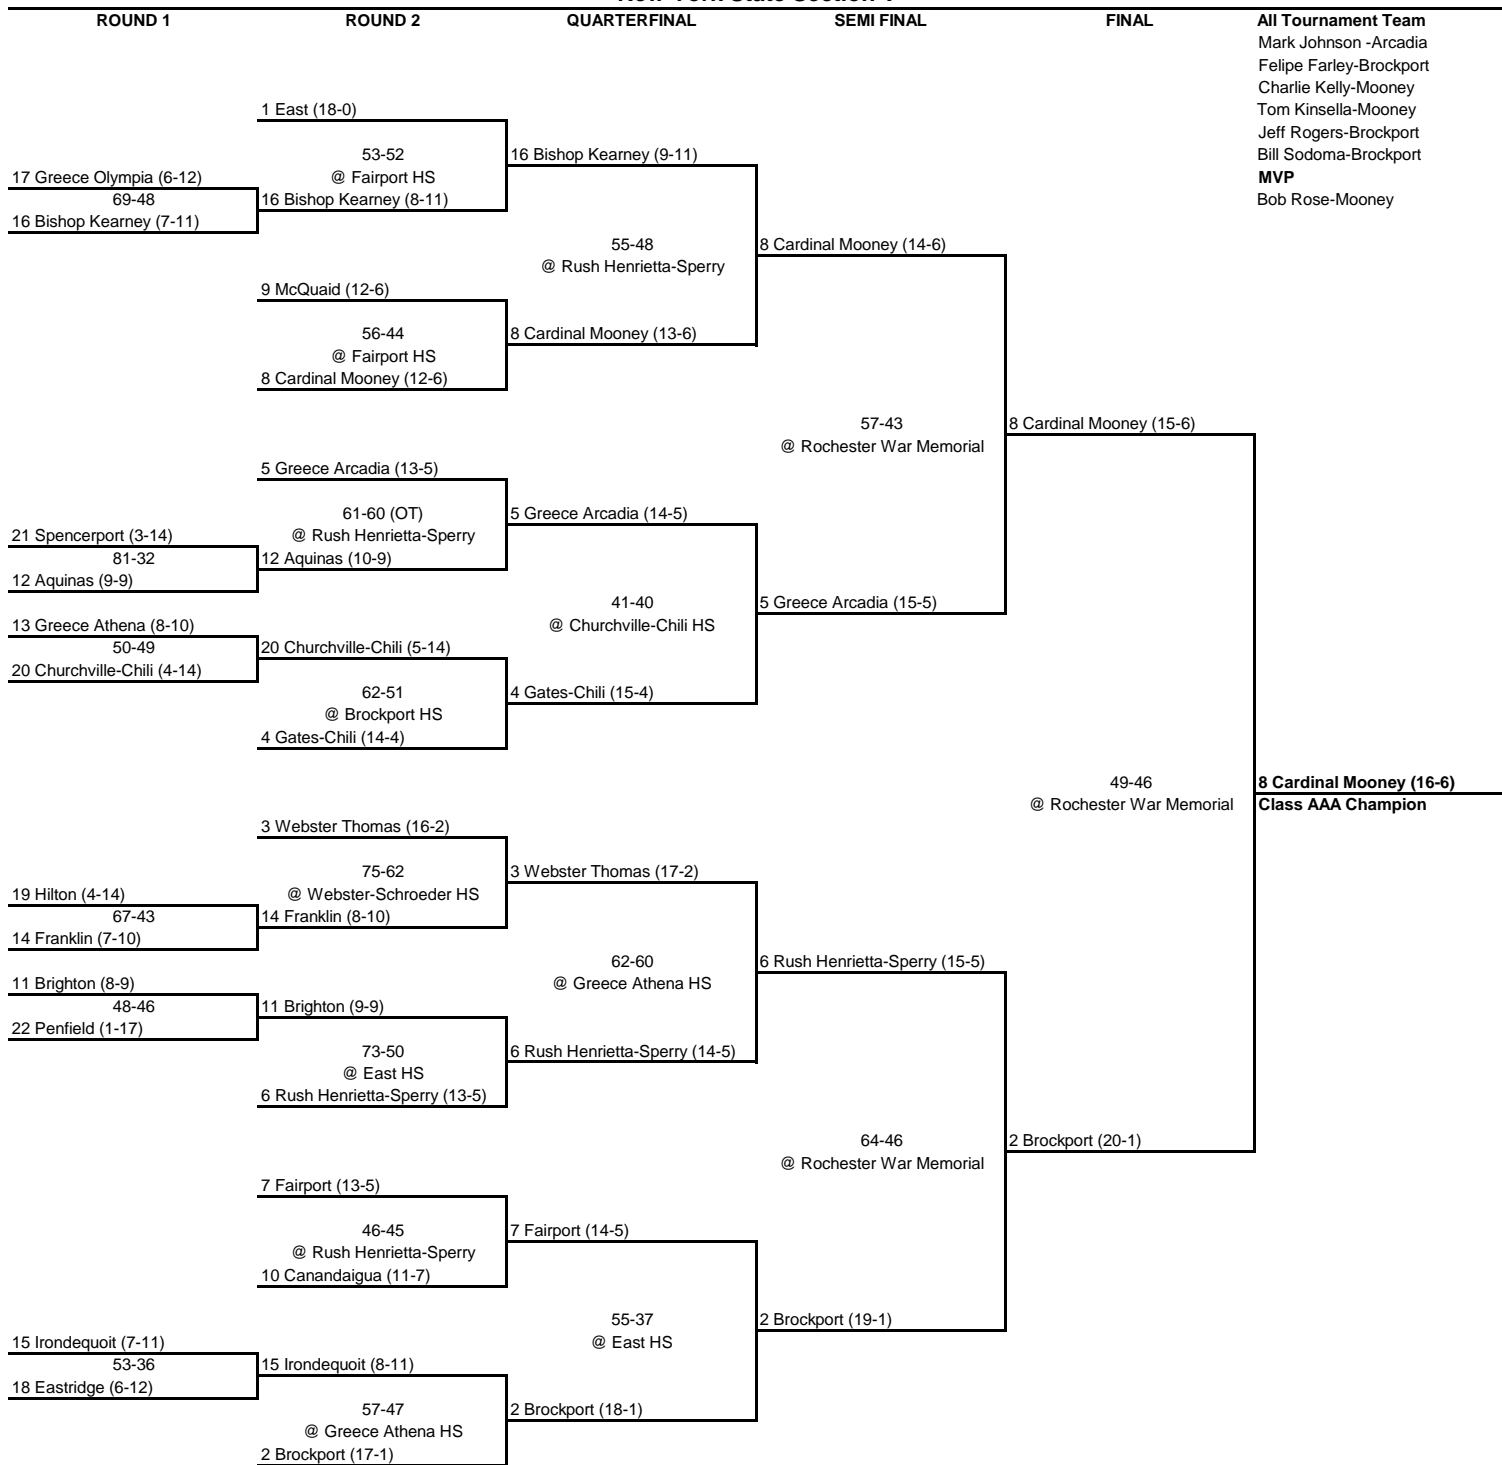 New York State Section V
ROUND 1 ROUND 2 QUARTERFINAL SEMI FINAL FINAL All Tournament Team
Mark Johnson -Arcadia
Felipe Farley-Brockport
Charlie Kelly-Mooney
1 East (18-0) Tom Kinsella-Mooney
Jeff Rogers-Brockport
53-52 16 Bishop Kearney (9-11) Bill Sodoma-Brockport
17 Greece Olympia (6-12) @ Fairport HS MVP
69-48 16 Bishop Kearney (8-11) Bob Rose-Mooney
16 Bishop Kearney (7-11)
55-48 8 Cardinal Mooney (14-6)
@ Rush Henrietta-Sperry
9 McQuaid (12-6)
56-44 8 Cardinal Mooney (13-6)
@ Fairport HS
8 Cardinal Mooney (12-6)
57-43 8 Cardinal Mooney (15-6)
@ Rochester War Memorial
5 Greece Arcadia (13-5)
61-60 (OT) 5 Greece Arcadia (14-5)
21 Spencerport (3-14) @ Rush Henrietta-Sperry
81-32 12 Aquinas (10-9)
12 Aquinas (9-9)
41-40 5 Greece Arcadia (15-5)
13 Greece Athena (8-10) @ Churchville-Chili HS
50-49 20 Churchville-Chili (5-14)
20 Churchville-Chili (4-14)
62-51 4 Gates-Chili (15-4)
@ Brockport HS
4 Gates-Chili (14-4)
49-46 8 Cardinal Mooney (16-6)
@ Rochester War Memorial Class AAA Champion
3 Webster Thomas (16-2)
75-62 3 Webster Thomas (17-2)
19 Hilton (4-14) @ Webster-Schroeder HS
67-43 14 Franklin (8-10)
14 Franklin (7-10)
62-60 6 Rush Henrietta-Sperry (15-5)
11 Brighton (8-9) @ Greece Athena HS
48-46 11 Brighton (9-9)
22 Penfield (1-17)
73-50 6 Rush Henrietta-Sperry (14-5)
@ East HS
6 Rush Henrietta-Sperry (13-5)
64-46 2 Brockport (20-1)
@ Rochester War Memorial
7 Fairport (13-5)
46-45 7 Fairport (14-5)
@ Rush Henrietta-Sperry
10 Canandaigua (11-7)
55-37 2 Brockport (19-1)
15 Irondequoit (7-11) @ East HS
53-36 15 Irondequoit (8-11)
18 Eastridge (6-12)
57-47 2 Brockport (18-1)
@ Greece Athena HS
2 Brockport (17-1)